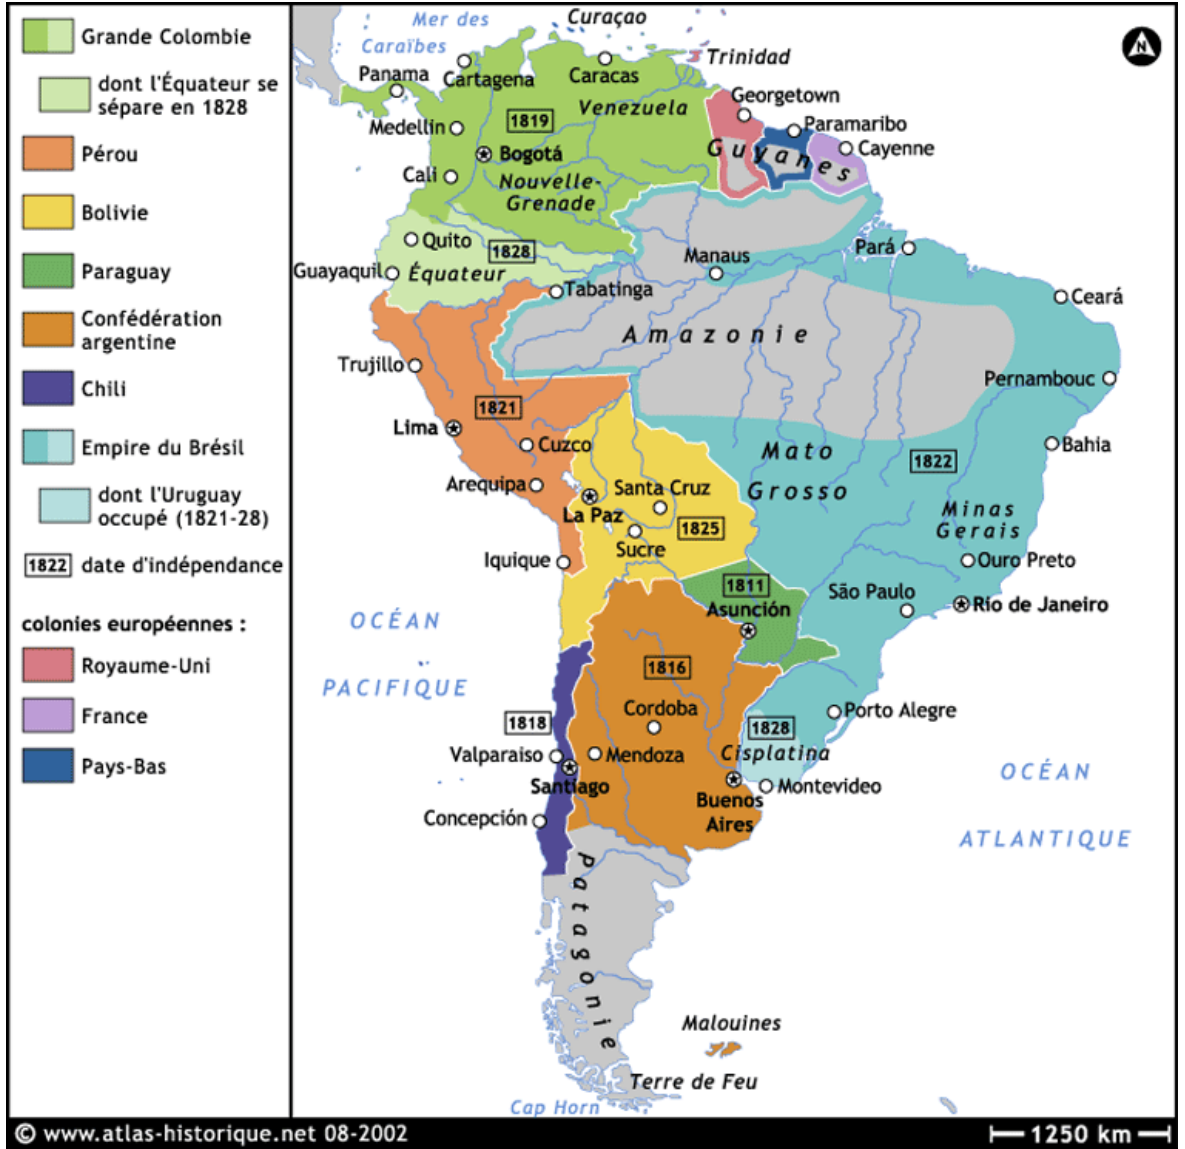 Grande Colombie
dont l'Équateur se
sépare en 1828
Pérou
Bolivie
Paraguay
Confédération
argentine
Chili
Empire du Brésil
dont l'Uruguay
occupé (1821-28)
1822 date d'indépendance
colonies européennes :
Royaume-Uni
France
Pays-Bas
Mer des
Caraïbes
Curaçao
N
Trinidad
Panama
Cartagena
Caracas
Venezuela
Georgetown
Medellin
1819
Paramaribo
Bogotá
Guyanes
Cayenne
Cali
Nouvelle-
Grenade
Quito
1828
Manaus
Pará
Guayaquil
Équateur
Tabatinga
Ceará
Amazonie
Trujillo
Pernambouc
1821
Lima
Cuzco
Mato
Grosso
1822
Bahia
Arequipa
La Paz
Santa Cruz
1825
Sucre
Minas
Gerais
Iquique
Ouro Preto
1811
Asunción
São Paulo
Rio de Janeiro
OCÉAN
PACIFIQUE
1816
Cordoba
1818
1828
Porto Alegre
Valparaiso
Mendoza
Cisplatina
Santiago
Buenos
Aires
Montevideo
OCÉAN
ATLANTIQUE
Concepción
Patagonie
Malouines
Terre de Feu
Cap Horn
© www.atlas-historique.net 08-2002
1250 km